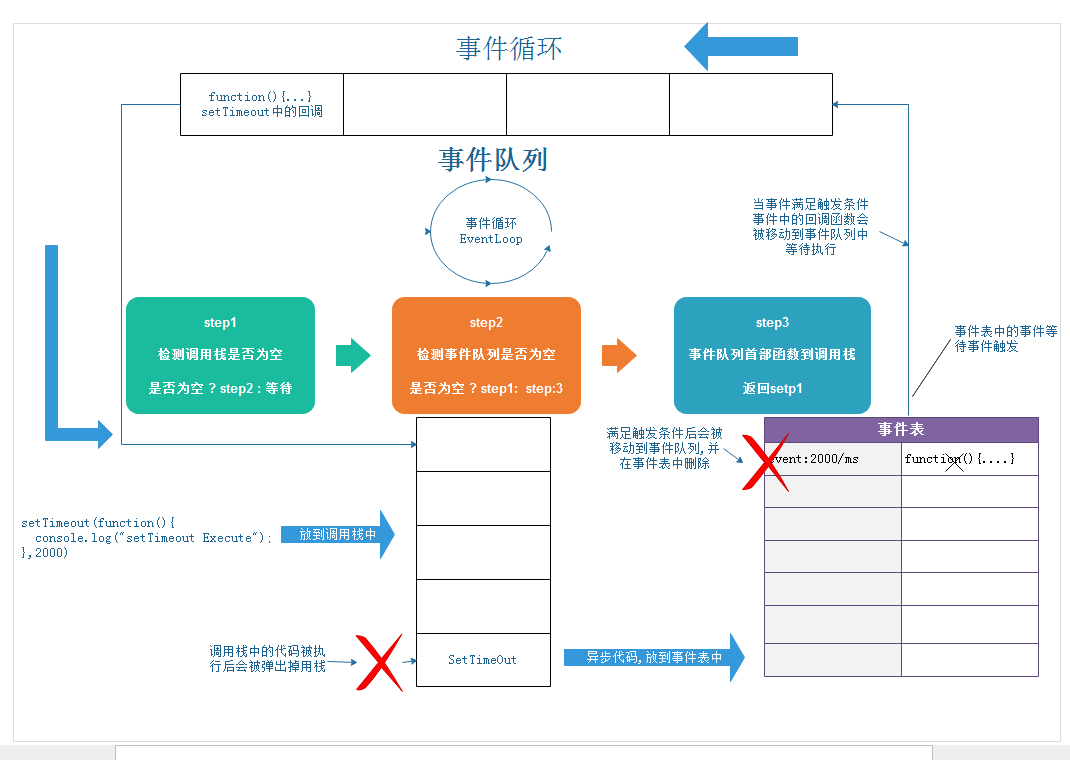 事件循环
function(){...}
setTimeout中的回调
事件队列
事件循环
EventLoop
当事件满足触发条件
事件中的回调函数会
被移动到事件队列中
等待执行
step1
检测调用栈是否为空
是否为空 ? step2 : 等待
step2
检测事件队列是否为空
是否为空 ? step1: step:3
step3
事件队列首部函数到调用栈
返回setp1
事件表中的事件等
待事件触发
满足触发条件后会被
移动到事件队列,并
在事件表中删除
事件表
event:2000/ms
function(){....}
setTimeout(function(){
console.log("setTimeout Execute");
},2000)
放到调用栈中
调用栈中的代码被执
行后会被弹出掉用栈
SetTimeOut
异步代码,放到事件表中